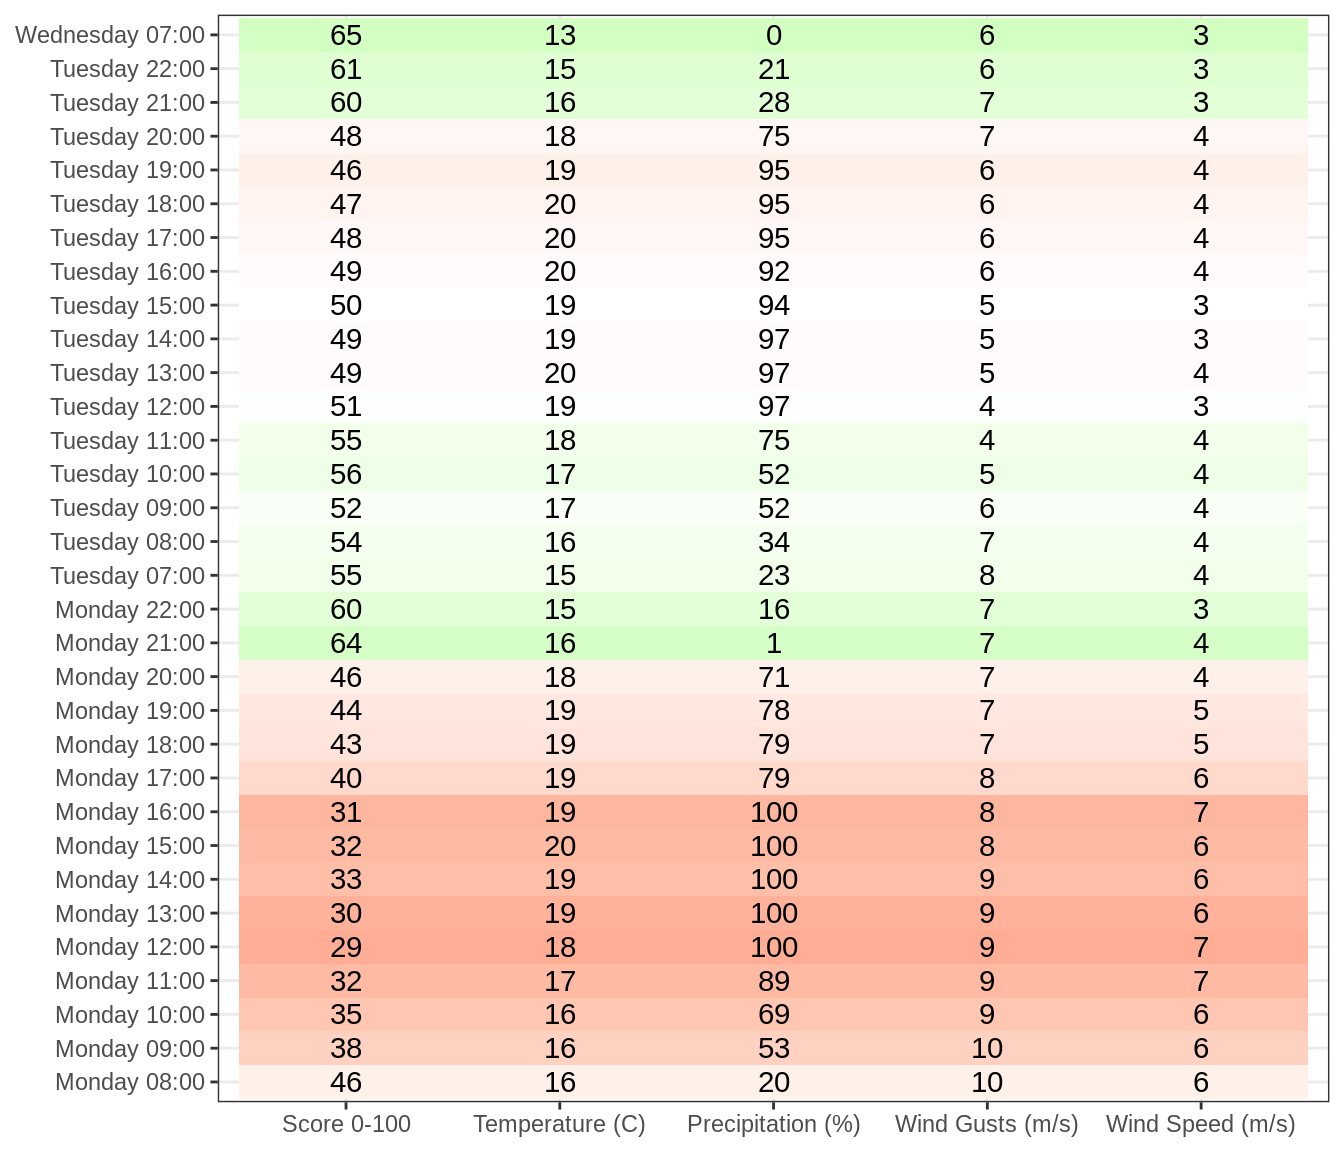 Wednesday 07:00 65 13 0 6 3
Tuesday 22:00 61 15 21 6 3
Tuesday 21:00 60 16 28 7 3
Tuesday 20:00 48 18 75 7 4
Tuesday 19:00 46 19 95 6 4
Tuesday 18:00 47 20 95 6 4
Tuesday 17:00 48 20 95 6 4
Tuesday 16:00 49 20 92 6 4
Tuesday 15:00 50 19 94 5 3
Tuesday 14:00 49 19 97 5 3
Tuesday 13:00 49 20 97 5 4
Tuesday 12:00 51 19 97 4 3
Tuesday 11:00 55 18 75 4 4
Tuesday 10:00 56 17 52 5 4
Tuesday 09:00 52 17 52 6 4
Tuesday 08:00 54 16 34 7 4
Tuesday 07:00 55 15 23 8 4
Monday 22:00 60 15 16 7 3
Monday 21:00 64 16 1 7 4
Monday 20:00 46 18 71 7 4
Monday 19:00 44 19 78 7 5
Monday 18:00 43 19 79 7 5
Monday 17:00 40 19 79 8 6
Monday 16:00 31 19 100 8 7
Monday 15:00 32 20 100 8 6
Monday 14:00 33 19 100 9 6
Monday 13:00 30 19 100 9 6
Monday 12:00 29 18 100 9 7
Monday 11:00 32 17 89 9 7
Monday 10:00 35 16 69 9 6
Monday 09:00 38 16 53 10 6
Monday 08:00 46 16 20 10 6
Score 0-100 Temperature (C) Precipitation (%) Wind Gusts (m/s) Wind Speed (m/s)